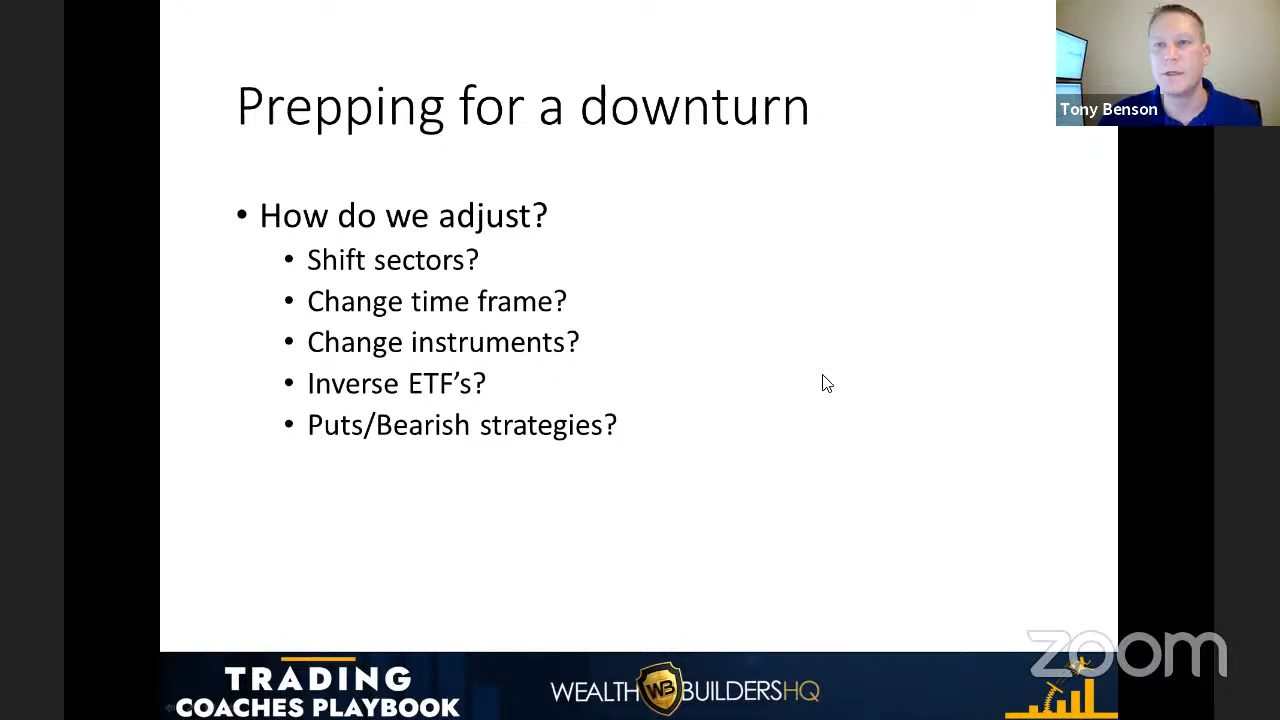 Prepping for a downturn
Tony Benson
• How do we adjust?
• Shift sectors?
• Change time frame?
• Change instruments?
• Inverse ETF’s?
• Puts/Bearish strategies?
zoom
TRADING
COACHES PLAYBOOK
WEALTH WB BUILDERSHQ